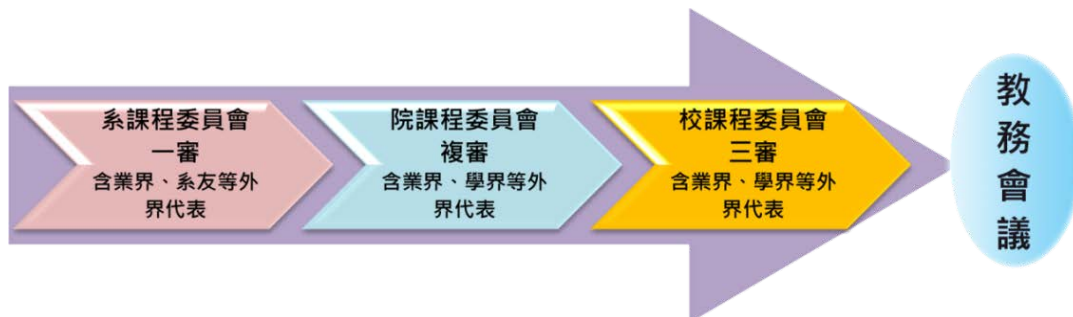 系課程委員會
一審
含業界、系友等外
界代表
院課程委員會
複審
含業界、學界等外
界代表
校課程委員會
三審
含業界、學界等外
界代表
教
務
會
議